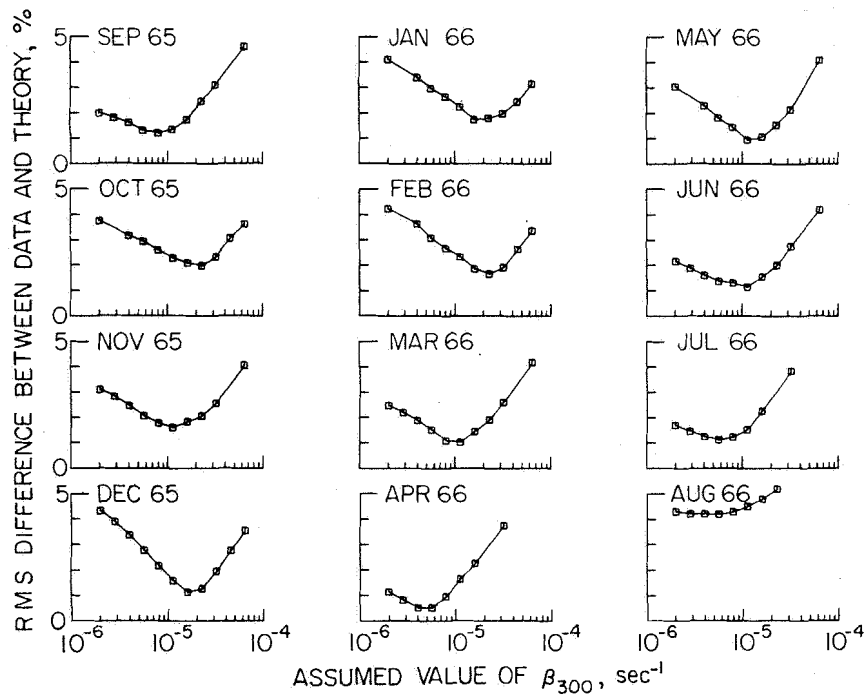 RMS DIFFERENCE BETWEEN DATA AND THEORY, %
5 SEP 65
0
JAN 66
MAY 66
5 OCT 65
0
FEB 66
JUN 66
5 NOV 65
0
MAR 66
JUL 66
5 DEC 65
0
APR 66
AUG 66
10⁻⁶ 10⁻⁵ 10⁻⁴ 10⁻⁶ 10⁻⁵ 10⁻⁴ 10⁻⁶ 10⁻⁵ 10⁻⁴
ASSUMED VALUE OF β₃₀₀, sec⁻¹